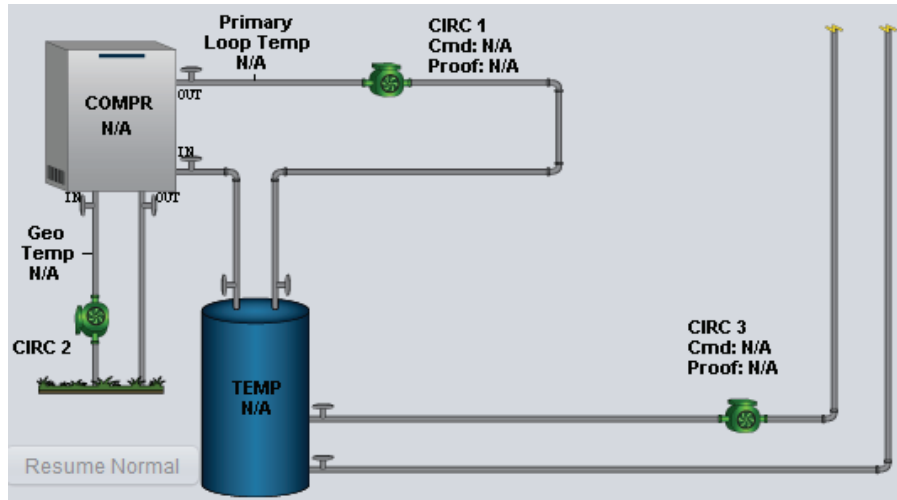 Primary
Loop Temp
N/A
CIRC 1
Cmd: N/A
Proof: N/A
COMPR
N/A
OUT
IN
IN
OUT
Geo
Temp
N/A
CIRC 2
CIRC 3
Cmd: N/A
Proof: N/A
TEMP
N/A
Resume Normal